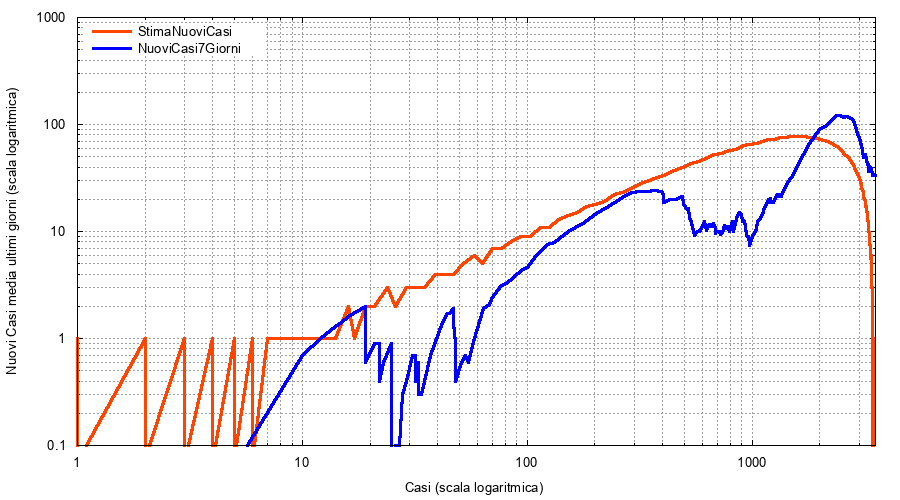 1000
StimaNuoviCasi
NuoviCasi7Giorni
100
10
1
0.1
Nuovi Casi media ultimi giorni (scala logaritmica)
1 10 100 1000
Casi (scala logaritmica)